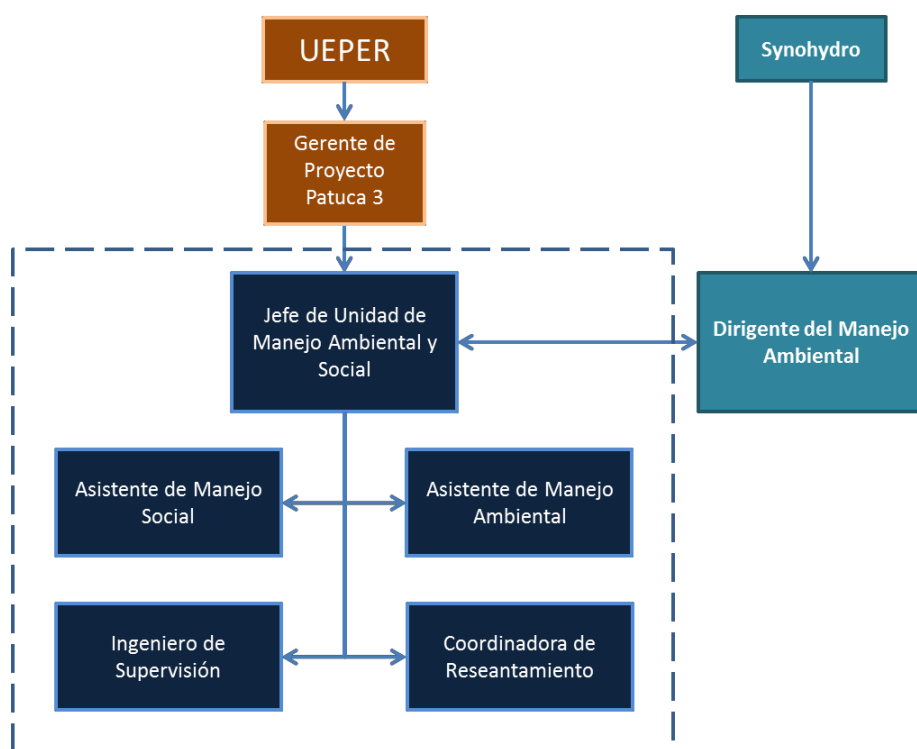 UEPER
Synohydro
Gerente de
Proyecto
Patuca 3
Jefe de Unidad de
Manejo Ambiental y
Social
Dirigente del Manejo
Ambiental
Asistente de Manejo
Social
Asistente de Manejo
Ambiental
Ingeniero de
Supervisión
Coordinadora de
Reseantamiento